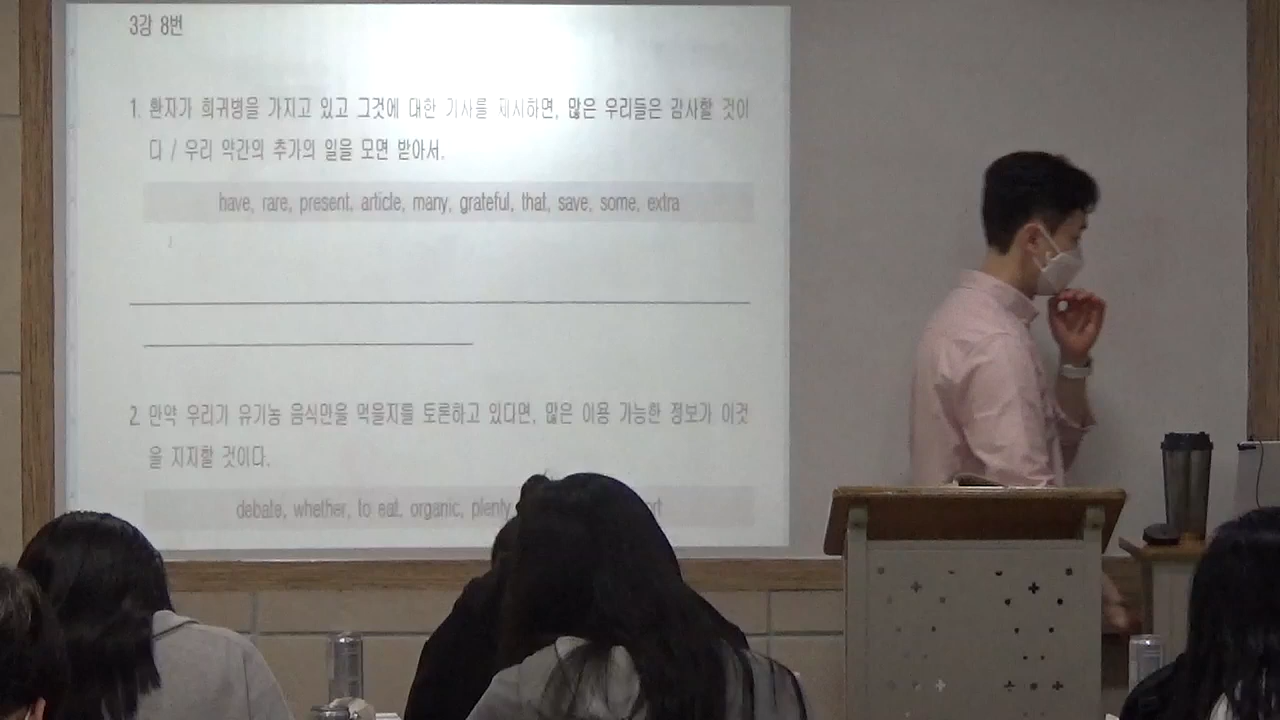 3강 8번
1. 환자가 희귀병을 가지고 있고 그것에 대한 기사를 제시하면, 많은 우리들은 감사할 것이
다 / 우리 약간의 추가의 일을 모면 받아서.
have, rare, present, article, many, grateful, that, save, some, extra
2. 만약 우리가 유기농 음식만을 먹을지를 토론하고 있다면, 많은 이용 가능한 정보가 이것
을 지지할 것이다.
debate, whether, to eat, organic, plenty